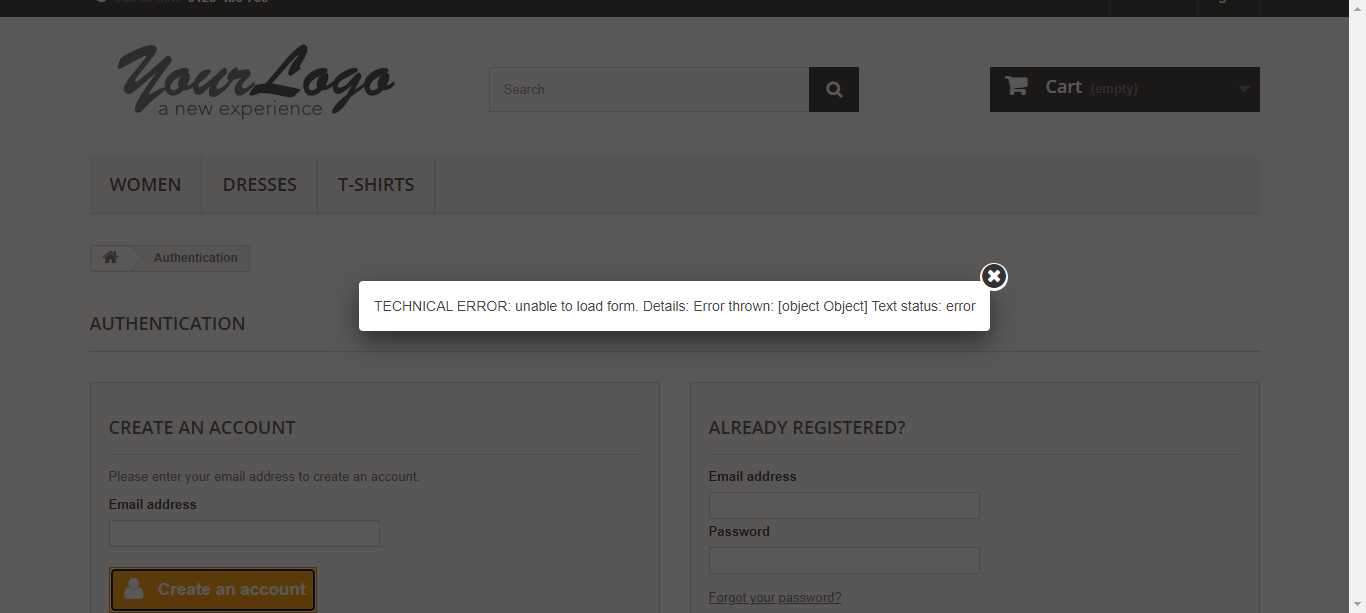 YourLogo
a new experience
Search
Cart (empty)
WOMEN
DRESSES
T-SHIRTS
Authentication
TECHNICAL ERROR: unable to load form. Details: Error thrown: [object Object] Text status: error
AUTHENTICATION
CREATE AN ACCOUNT
Please enter your email address to create an account.
Email address
Create an account
ALREADY REGISTERED?
Email address
Password
Forgot your password?